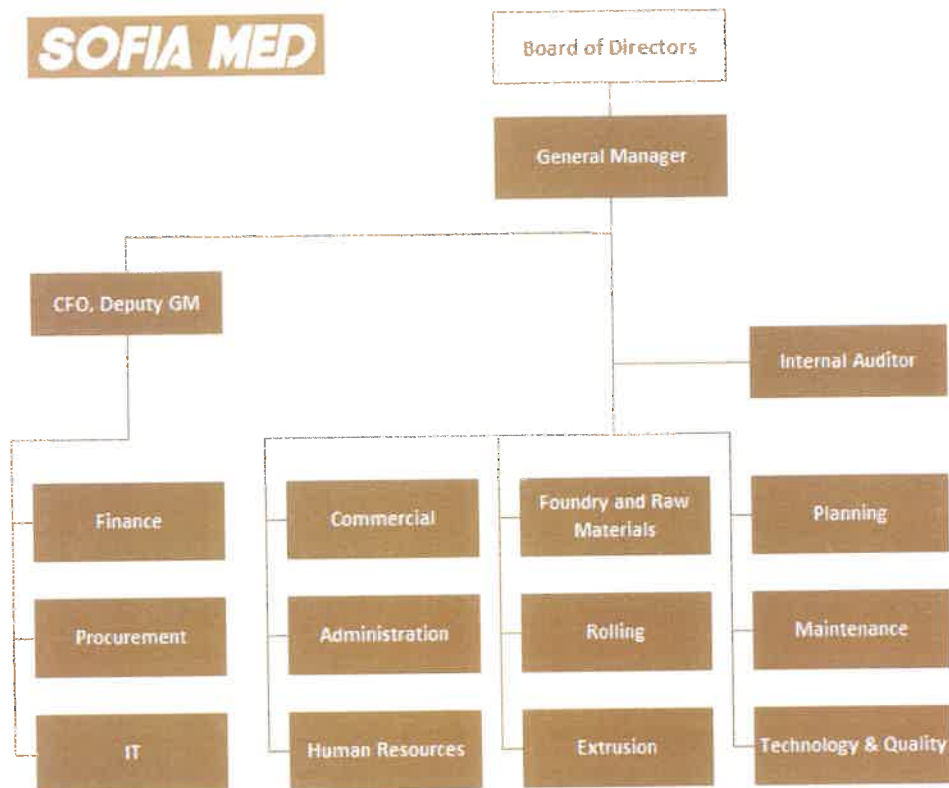 SOFIA MED
Board of Directors
General Manager
CFO, Deputy GM
Internal Auditor
Finance
Commercial
Foundry and Raw
Materials
Planning
Procurement
Administration
Rolling
Maintenance
IT
Human Resources
Extrusion
Technology & Quality